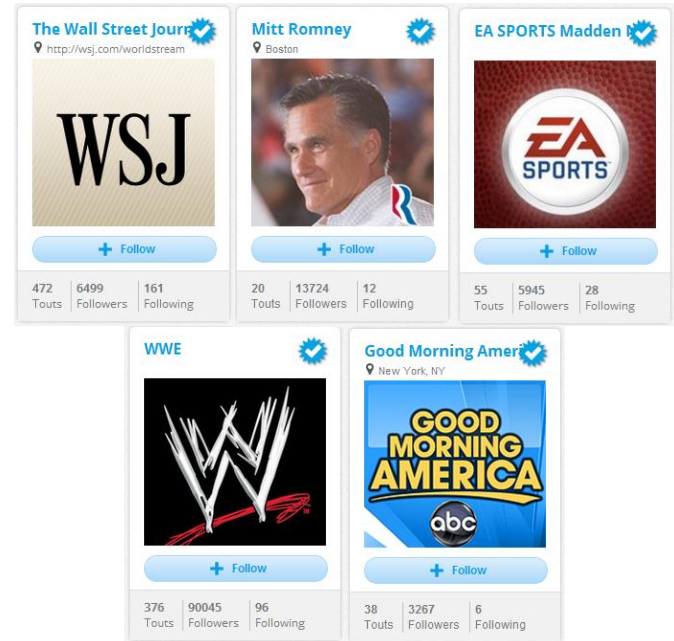 The Wall Street Journ
http://wsj.com/worldstream
WSJ
+ Follow
472 6499 161
Touts Followers Following
Mitt Romney
Boston
R
+ Follow
20 13724 12
Touts Followers Following
EA SPORTS Madden N
EA
SPORTS
+ Follow
55 5945 28
Touts Followers Following
WWE
W
TM
+ Follow
376 90045 96
Touts Followers Following
Good Morning Ameri
New York, NY
GOOD
MORNING
AMERICA
abc
+ Follow
38 3267 6
Touts Followers Following